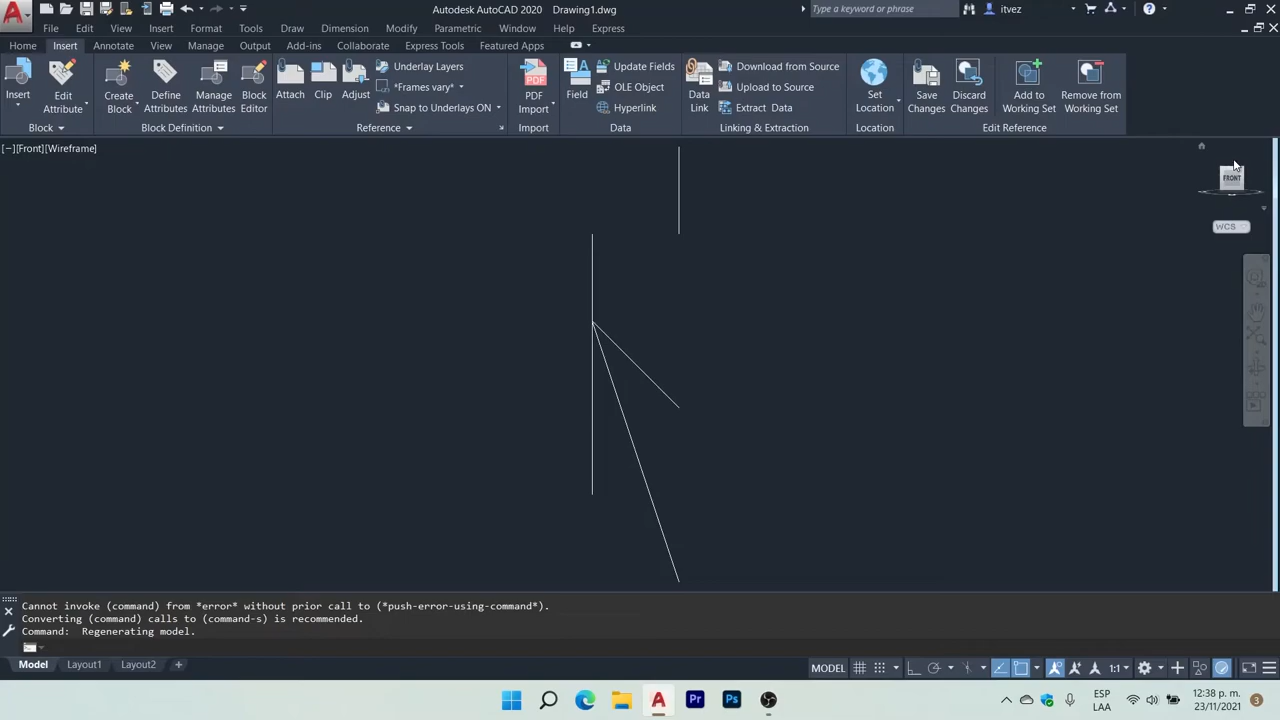 Autodesk AutoCAD 2020 Drawing1.dwg
Type a keyword or phrase
itvez
File Edit View Insert Format Tools Draw Dimension Modify Parametric Window Help Express
Home Insert Annotate View Manage Output Add-ins Collaborate Express Tools Featured Apps
Insert
Edit
Attribute
Create
Block
Define
Attributes
Manage
Attributes
Block
Editor
Attach
Clip
Adjust
Underlay Layers
*Frames vary*
Snap to Underlays ON
PDF
Import
Field
Update Fields
OLE Object
Hyperlink
Data
Link
Download from Source
Upload to Source
Extract Data
Set
Location
Save
Changes
Discard
Changes
Add to
Working Set
Remove from
Working Set
Block Block Definition Reference Import Data Linking & Extraction Location Edit Reference
[−][Front][Wireframe]
FRONT
WCS
Cannot invoke (command) from *error* without prior call to (*push-error-using-command*).
Converting (command) calls to (command-s) is recommended.
Command: Regenerating model.
Model Layout1 Layout2 +
MODEL
1:1
Pr
Ps
ESP
LAA
12:38 p. m.
23/11/2021
3